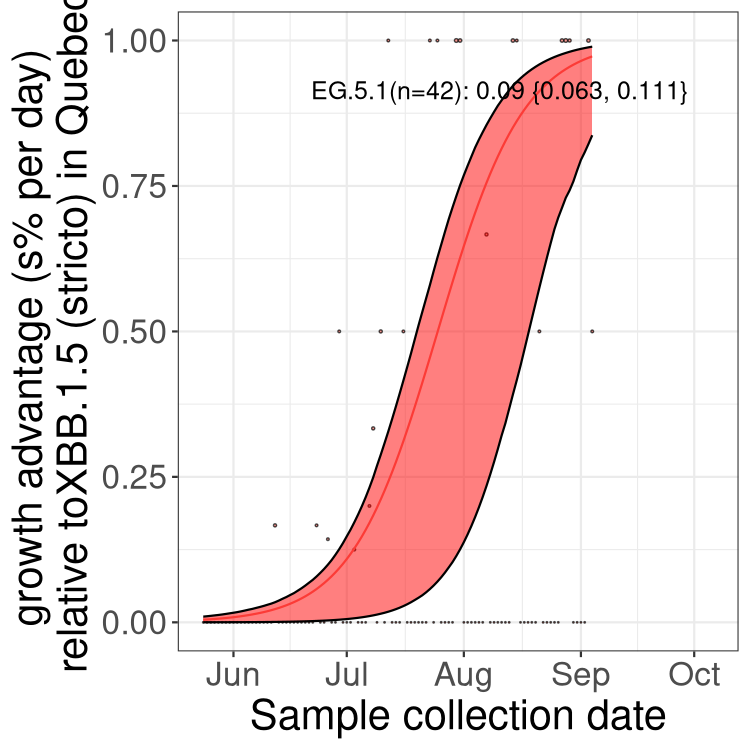 growth advantage (s% per day)
relative toXBB.1.5 (stricto) in Quebec
1.00
0.75
0.50
0.25
0.00
EG.5.1(n=42): 0.09 {0.063, 0.111}
Jun Jul Aug Sep Oct
Sample collection date